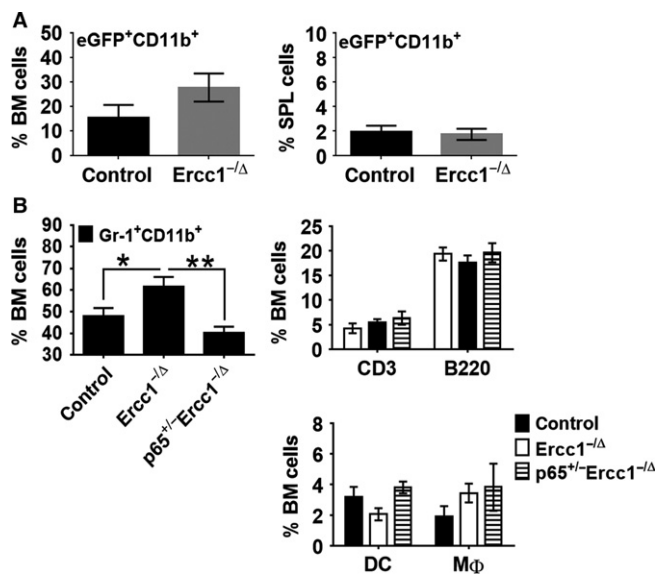 A
eGFP+CD11b+
% BM cells
50
40
30
20
10
0
Control Ercc1−/Δ
eGFP+CD11b+
% SPL cells
10
8
6
4
2
0
Control Ercc1−/Δ
B
Gr-1+CD11b+
% BM cells
90
80
70
60
50
40
30
* **
Control
Ercc1−/Δ
p65+/−Ercc1−/Δ
% BM cells
25
20
15
10
5
0
CD3 B220
% BM cells
8
6
4
2
0
DC MΦ
Control
Ercc1−/Δ
p65+/−Ercc1−/Δ